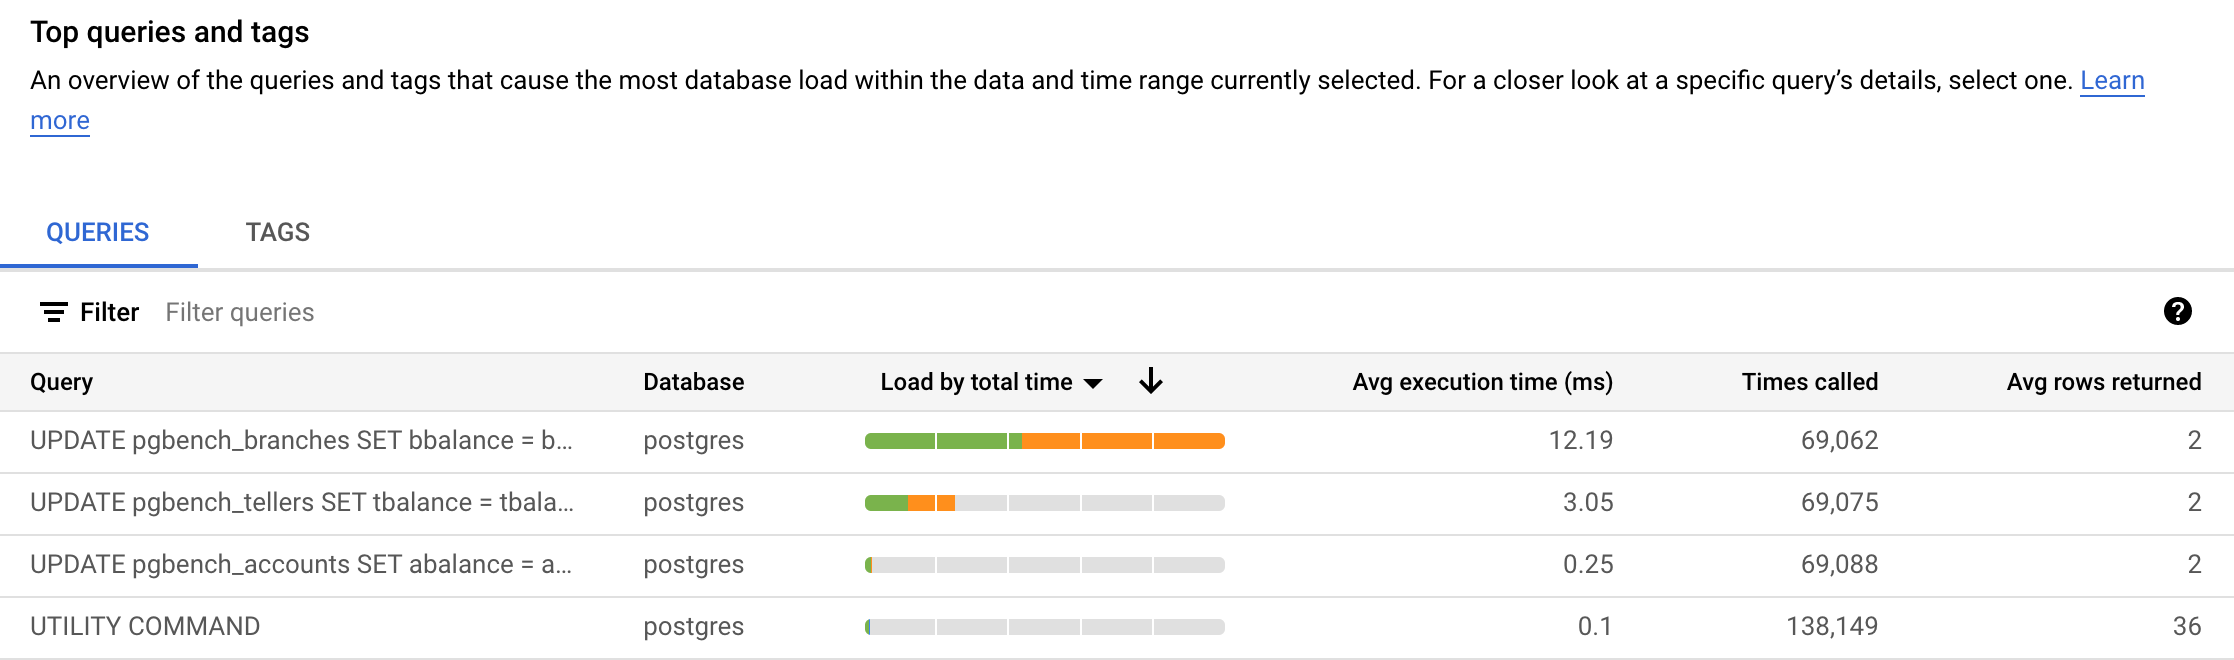 Top queries and tags
An overview of the queries and tags that cause the most database load within the data and time range currently selected. For a closer look at a specific query’s details, select one. Learn
more
QUERIES TAGS
Filter Filter queries
Query Database Load by total time Avg execution time (ms) Times called Avg rows returned
UPDATE pgbench_branches SET bbalance = b... postgres 12.19 69,062 2
UPDATE pgbench_tellers SET tbalance = tbala... postgres 3.05 69,075 2
UPDATE pgbench_accounts SET abalance = a... postgres 0.25 69,088 2
UTILITY COMMAND postgres 0.1 138,149 36